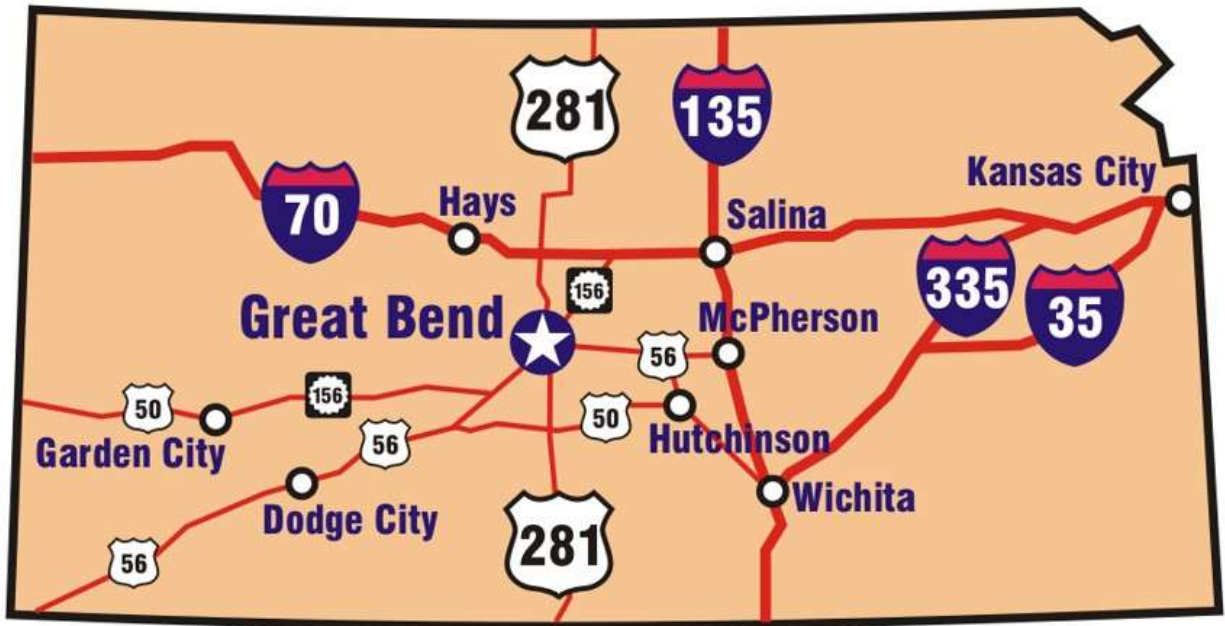 281
135
Kansas City
70
Hays
Salina
156
335
35
Great Bend
McPherson
56
156
50
50
Garden City
56
Hutchinson
Dodge City
Wichita
281
56